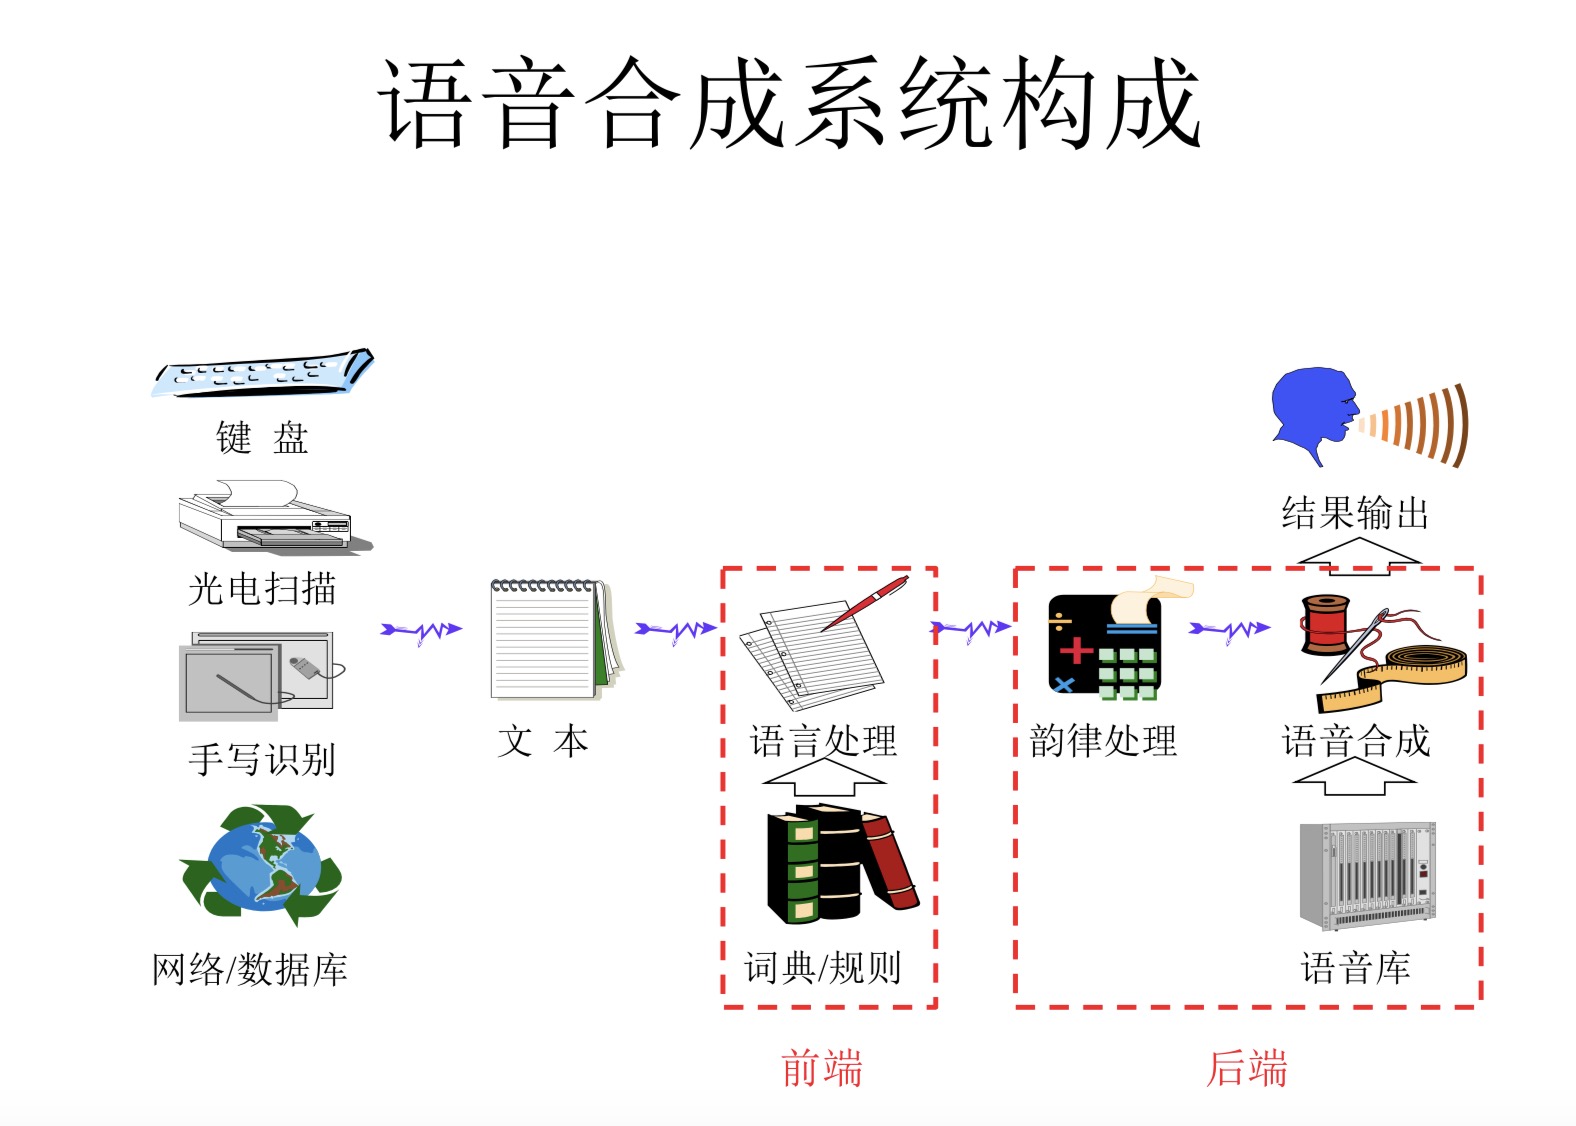 语音合成系统构成
键 盘
光电扫描
手写识别
网络/数据库
文 本
语言处理
词典/规则
前端
韵律处理
结果输出
语音合成
语音库
后端